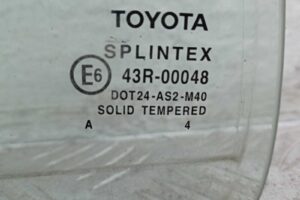 TOYOTA
SPLINTEX
E6 43R-00048
DOT24-AS2-M40
SOLID TEMPERED
A 4